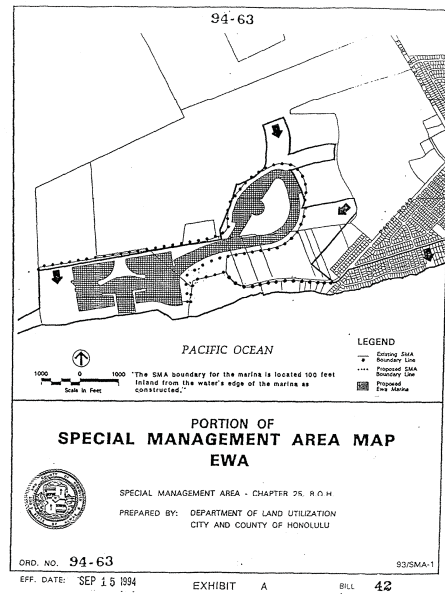 94-63
PACIFIC OCEAN
1000 0 1000
Scale in Feet
"The SMA boundary for the marina is located 100 feet
inland from the water's edge of the marina as
constructed."
LEGEND
Existing SMA
Boundary Line
Proposed SMA
Boundary Line
Proposed
Ewa Marina
PORTION OF
SPECIAL MANAGEMENT AREA MAP
EWA
SPECIAL MANAGEMENT AREA - CHAPTER 25, R.O.H.
PREPARED BY: DEPARTMENT OF LAND UTILIZATION
CITY AND COUNTY OF HONOLULU
ORD. NO. 94-63
93/SMA-1
EFF. DATE: SEP 15 1994
EXHIBIT A
BILL 42